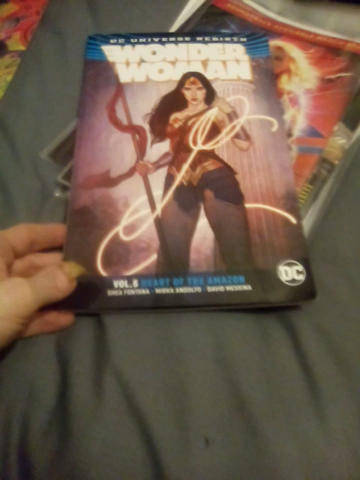 DC UNIVERSE REBIRTH
WONDER
WOMAN
VOL.5 HEART OF THE AMAZON
SHEA FONTANA • MIRKA ANDOLFO • DAVID MESSINA
DC